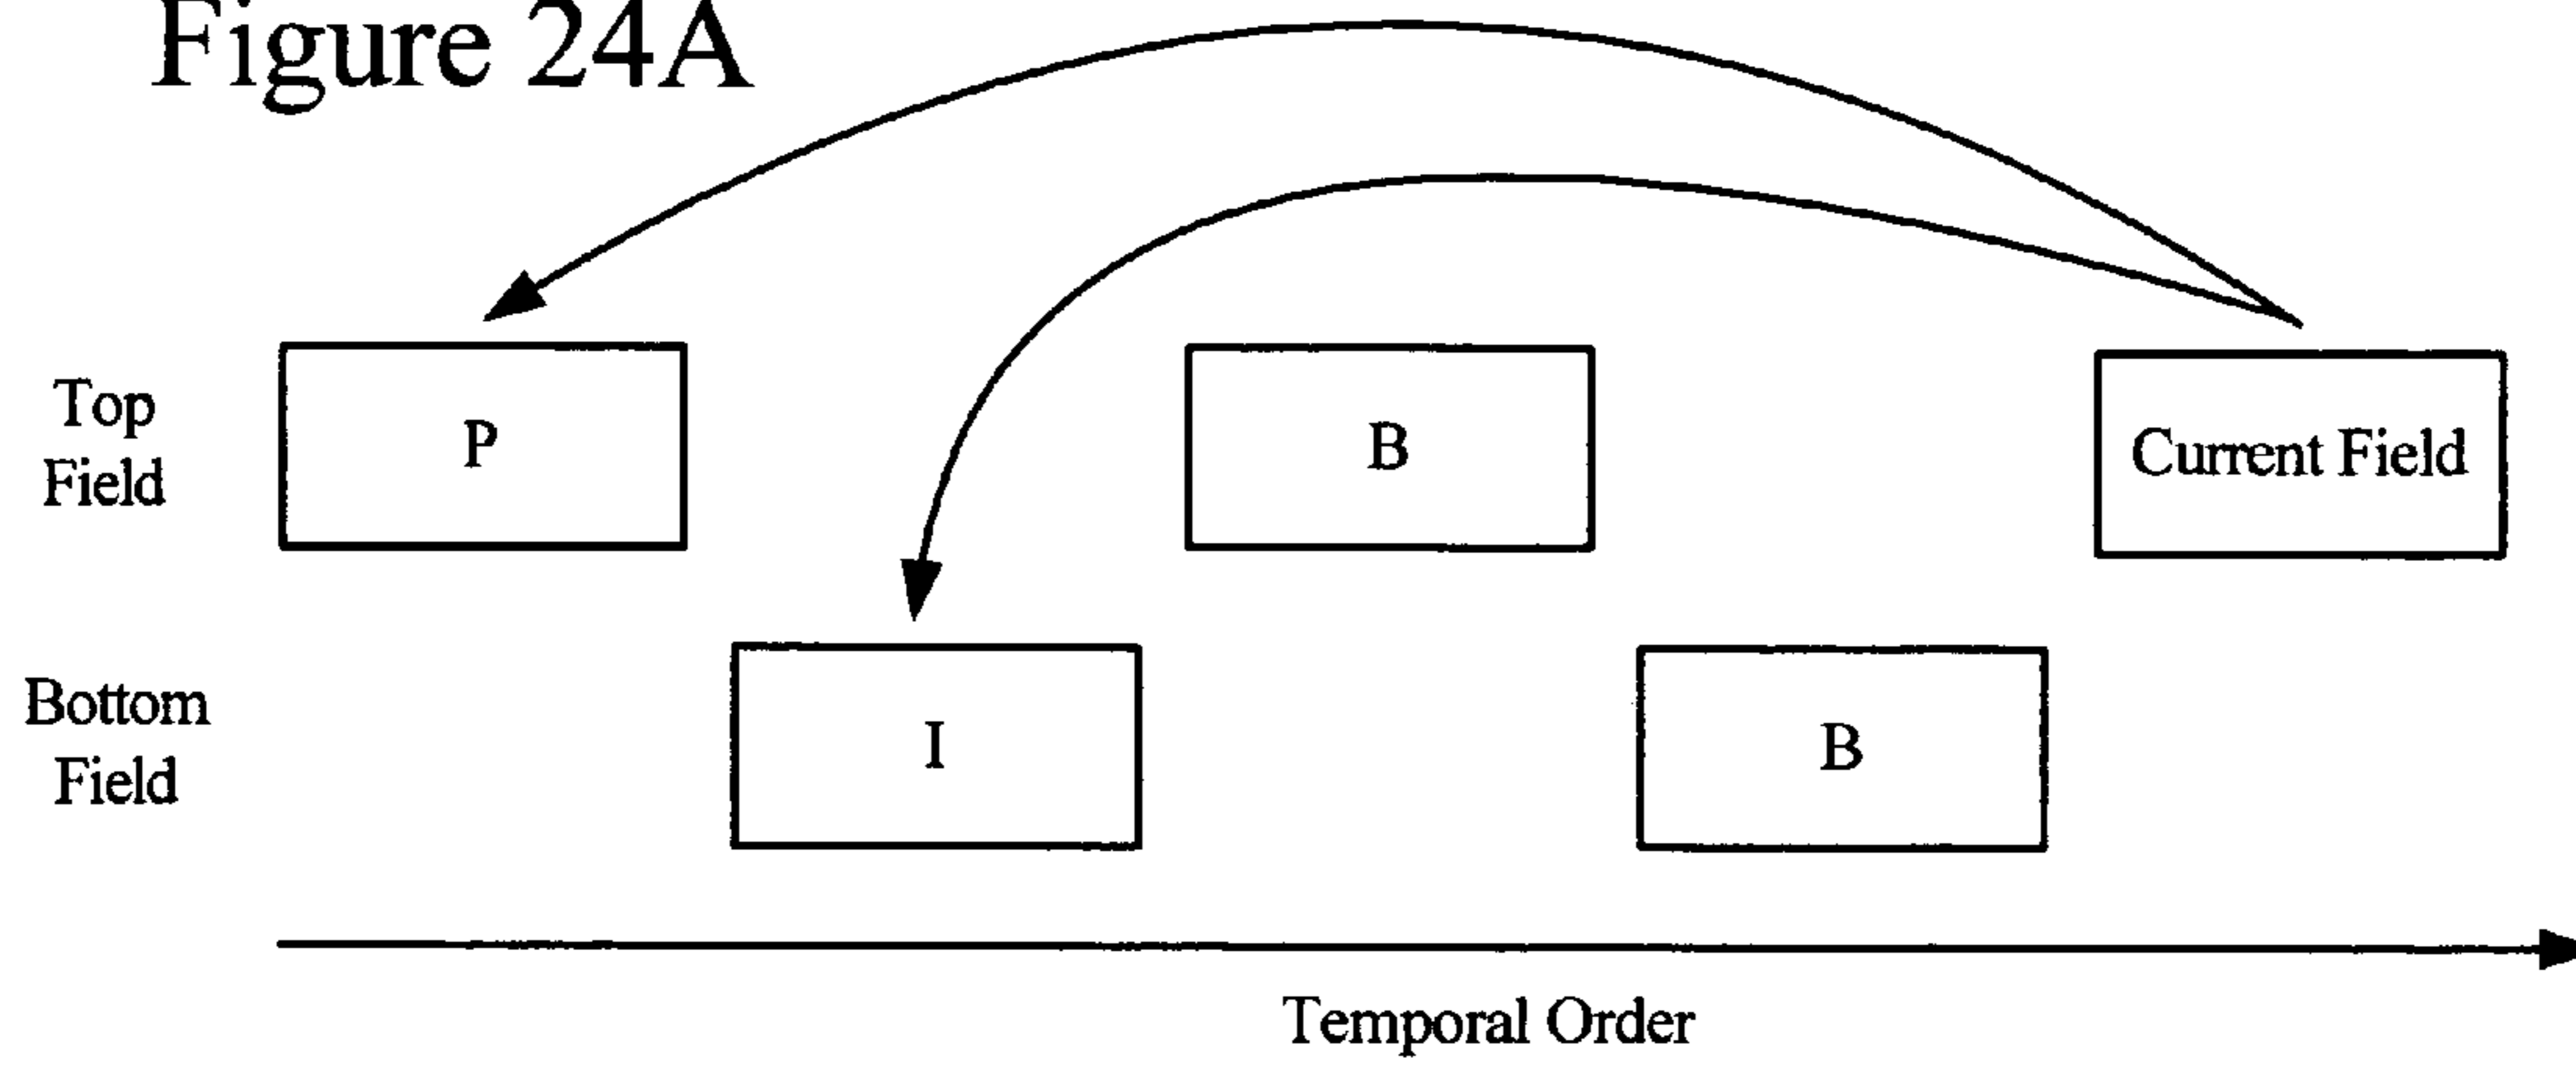 Figure 24A
Top
Field
P
B
Current Field
Bottom
Field
I
B
Temporal Order